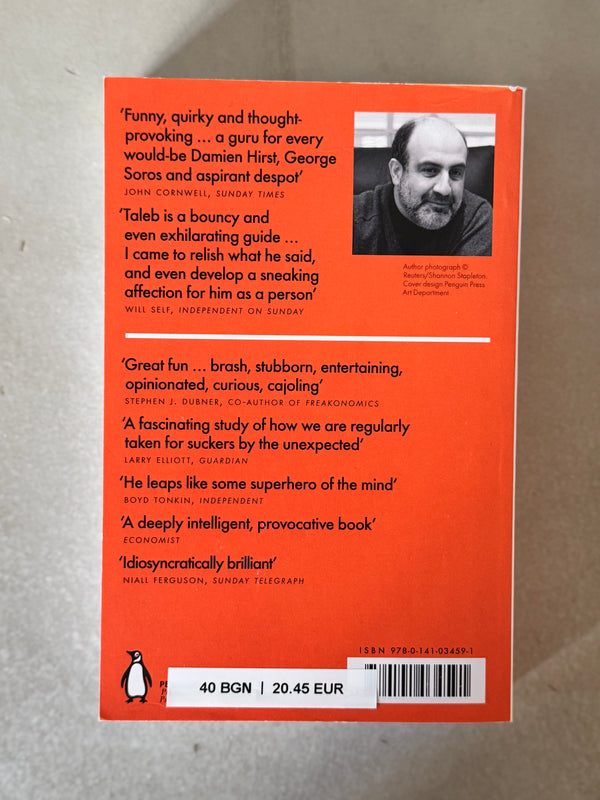 ‘Funny, quirky and thought-
provoking ... a guru for every
would-be Damien Hirst, George
Soros and aspirant despot’
JOHN CORNWELL, SUNDAY TIMES
‘Taleb is a bouncy and
even exhilarating guide ...
I came to relish what he said,
and even develop a sneaking
affection for him as a person’
WILL SELF, INDEPENDENT ON SUNDAY
Author photograph ©
Reuters/Shannon Stapleton.
Cover design Penguin Press
Art Department
‘Great fun ... brash, stubborn, entertaining,
opinionated, curious, cajoling’
STEPHEN J. DUBNER, CO-AUTHOR OF FREAKONOMICS
‘A fascinating study of how we are regularly
taken for suckers by the unexpected’
LARRY ELLIOTT, GUARDIAN
‘He leaps like some superhero of the mind’
BOYD TONKIN, INDEPENDENT
‘A deeply intelligent, provocative book’
ECONOMIST
‘Idiosyncratically brilliant’
NIALL FERGUSON, SUNDAY TELEGRAPH
ISBN 978-0-141-03459-1
40 BGN | 20.45 EUR